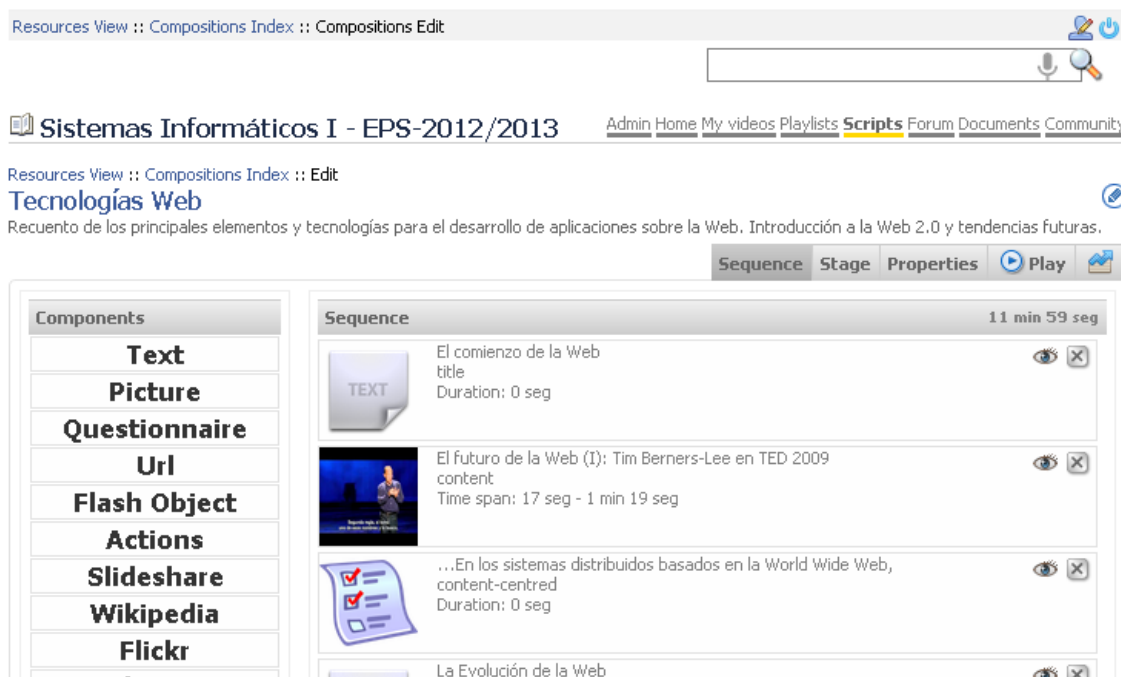 Resources View :: Compositions Index :: Compositions Edit
Sistemas Informáticos I - EPS-2012/2013
Admin Home My videos Playlists Scripts Forum Documents Community
Resources View :: Compositions Index :: Edit
Tecnologías Web
Recuento de los principales elementos y tecnologías para el desarrollo de aplicaciones sobre la Web. Introducción a la Web 2.0 y tendencias futuras.
Sequence Stage Properties Play
Components
Text
Picture
Questionnaire
Url
Flash Object
Actions
Slideshare
Wikipedia
Flickr
Sequence 11 min 59 seg
TEXT
El comienzo de la Web
title
Duration: 0 seg
El futuro de la Web (I): Tim Berners-Lee en TED 2009
content
Time span: 17 seg - 1 min 19 seg
...En los sistemas distribuidos basados en la World Wide Web,
content-centred
Duration: 0 seg
La Evolución de la Web